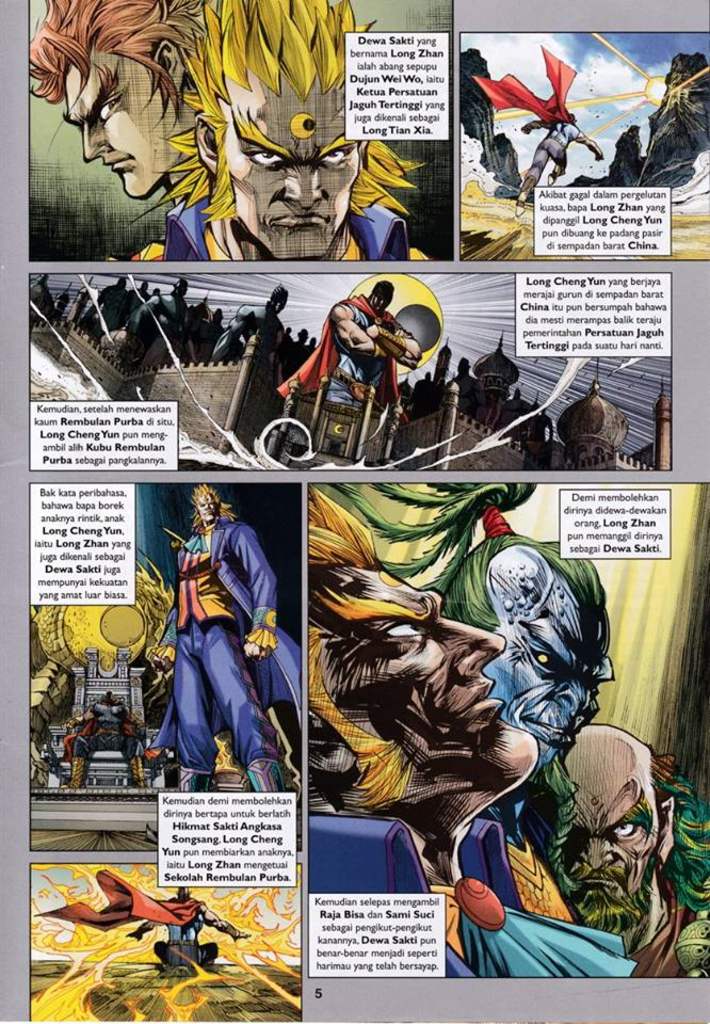 Dewa Sakti yang
bernama Long Zhan
ialah abang sepupu
Dujun Wei Wo, iaitu
Ketua Persatuan
Jaguh Tertinggi yang
juga dikenali sebagai
Long Tian Xia.
Akibat gagal dalam pergelutan
kuasa, bapa Long Zhan yang
dipanggil Long Cheng Yun
pun dibuang ke padang pasir
di sempadan barat China.
Long Cheng Yun yang berjaya
merajai gurun di sempadan barat
China itu pun bersumpah bahawa
dia mesti merampas balik teraju
pemerintahan Persatuan Jaguh
Tertinggi pada suatu hari nanti.
Kemudian, setelah menewaskan
kaum Rembulan Purba di situ,
Long Cheng Yun pun meng-
ambil alih Kubu Rembulan
Purba sebagai pangkalannya.
Bak kata peribahasa,
bahawa bapa borek
anaknya rintik, anak
Long Cheng Yun,
iaitu Long Zhan yang
juga dikenali sebagai
Dewa Sakti juga
mempunyai kekuatan
yang amat luar biasa.
Demi membolehkan
dirinya didewa-dewakan
orang, Long Zhan
pun memanggil dirinya
sebagai Dewa Sakti.
Kemudian demi membolehkan
dirinya bertapa untuk berlatih
Hikmat Sakti Angkasa
Songsang, Long Cheng
Yun pun membiarkan anaknya,
iaitu Long Zhan mengetuai
Sekolah Rembulan Purba.
Kemudian selepas mengambil
Raja Bisa dan Sami Suci
sebagai pengikut-pengikut
kanannya, Dewa Sakti pun
benar-benar menjadi seperti
harimau yang telah bersayap.
5